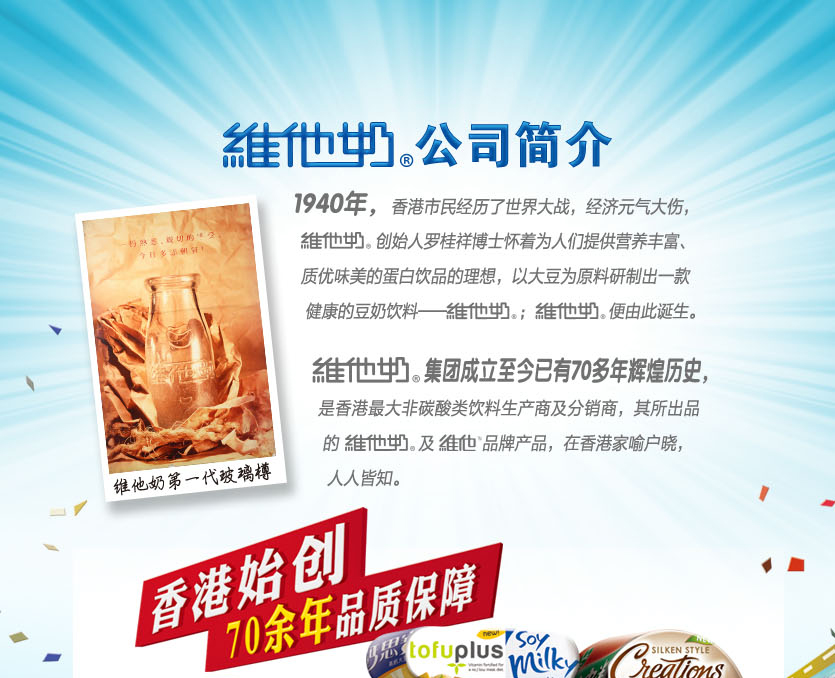 維他奶®公司简介
1940年，香港市民经历了世界大战，经济元气大伤，
維他奶®创始人罗桂祥博士怀着为人们提供营养丰富、
质优味美的蛋白饮品的理想，以大豆为原料研制出一款
健康的豆奶饮料——維他奶®；維他奶®便由此诞生。
維他奶®集团成立至今已有70多年辉煌历史，
是香港最大非碳酸类饮料生产商及分销商，其所出品
的 維他奶®及 維他®品牌产品，在香港家喻户晓，
人人皆知。
維他奶
维他奶第一代玻璃樽
香港始创
70余年品质保障
new!
tofuplus
Vitamin fortified for
Soy
Milky
SILKEN STYLE
Creations